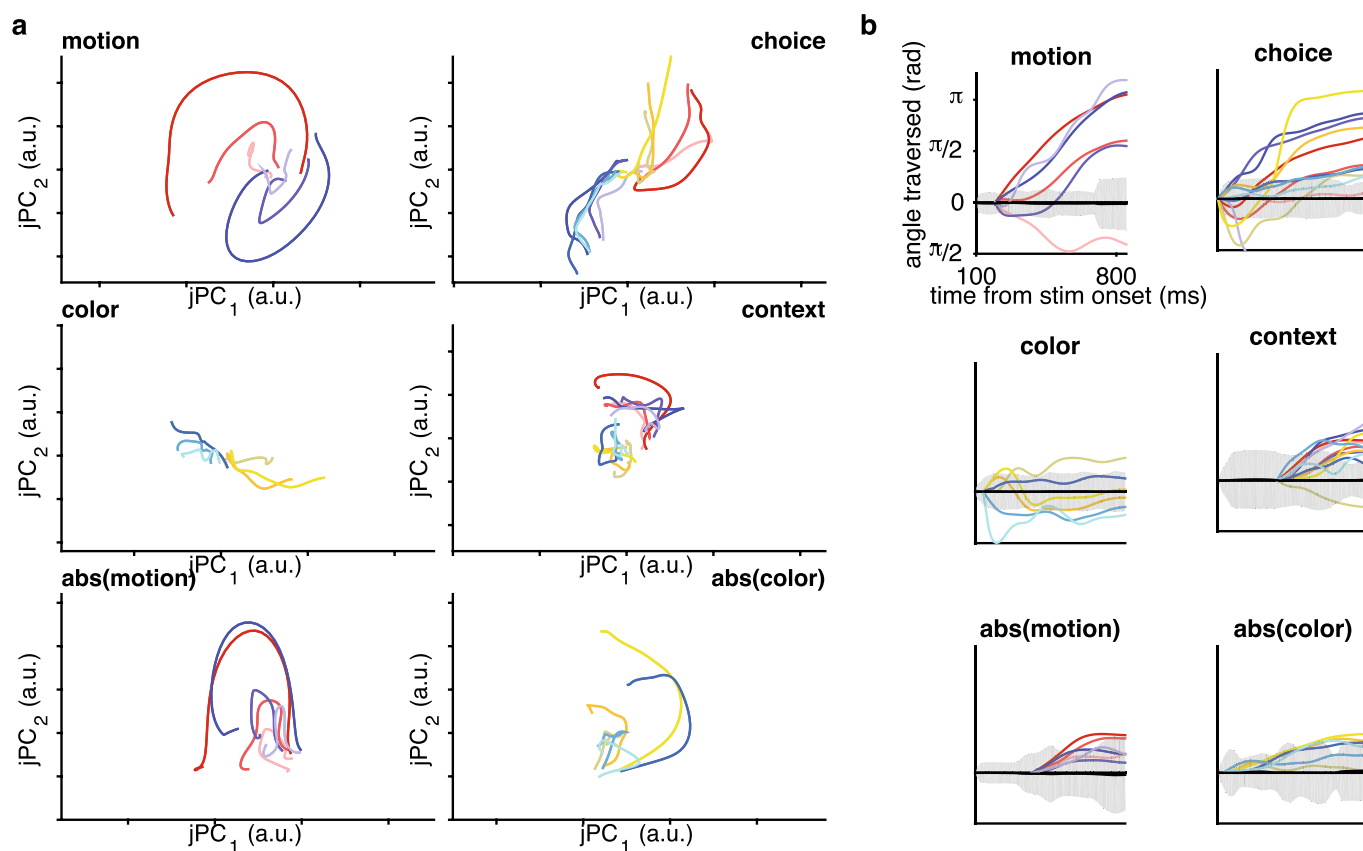 a
motion
jPC2 (a.u.)
jPC1 (a.u.)
choice
jPC2 (a.u.)
jPC1 (a.u.)
color
jPC2 (a.u.)
jPC1 (a.u.)
context
jPC2 (a.u.)
jPC1 (a.u.)
abs(motion)
jPC2 (a.u.)
jPC1 (a.u.)
abs(color)
jPC2 (a.u.)
jPC1 (a.u.)
b
motion
angle traversed (rad)
π
π/2
0
π/2
100 800
time from stim onset (ms)
choice
color
context
abs(motion)
abs(color)